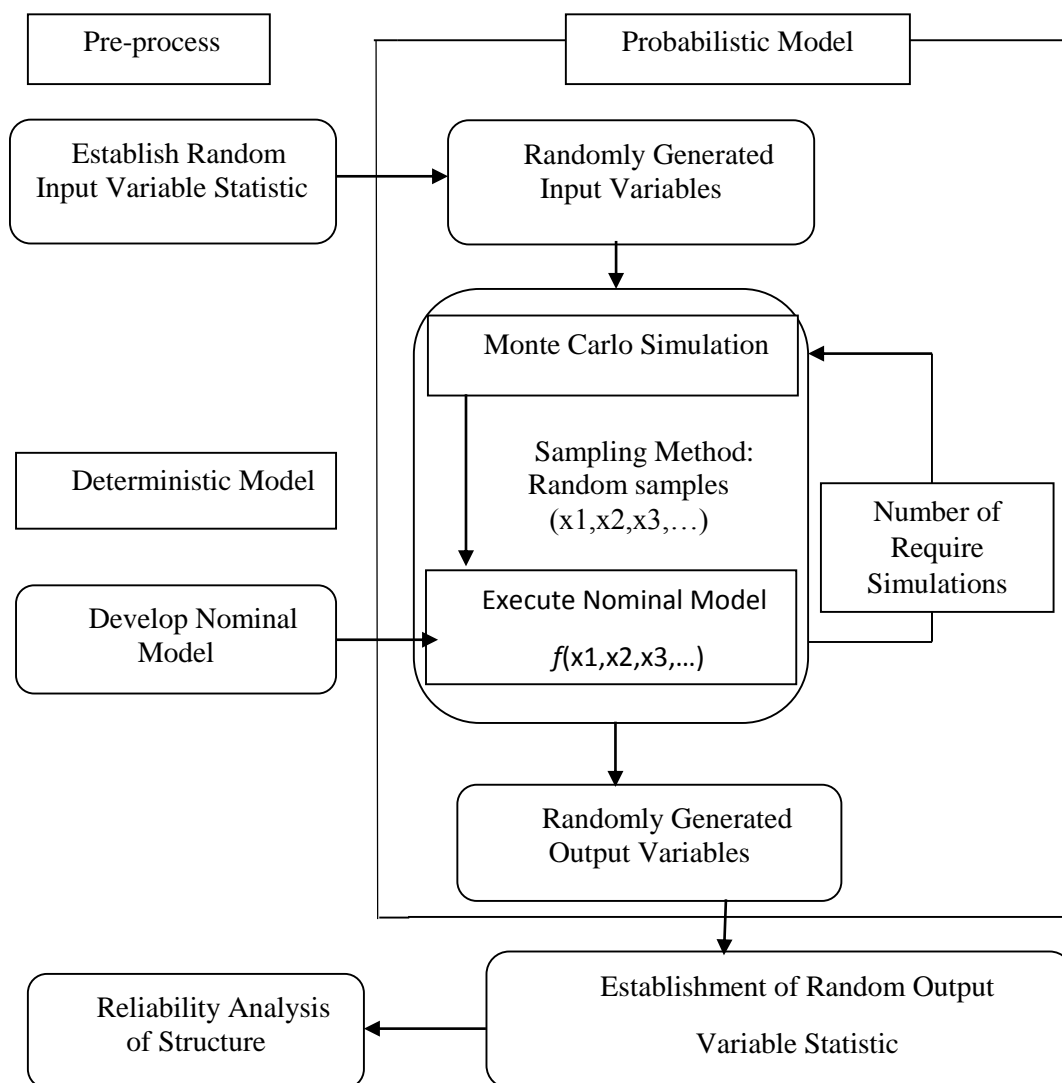 Pre-process
Probabilistic Model
Establish Random
Input Variable Statistic
Randomly Generated
Input Variables
Monte Carlo Simulation
Sampling Method:
Random samples
(x1,x2,x3,…)
Deterministic Model
Number of
Require
Simulations
Develop Nominal
Model
Execute Nominal Model
f(x1,x2,x3,…)
Randomly Generated
Output Variables
Establishment of Random Output
Variable Statistic
Reliability Analysis
of Structure